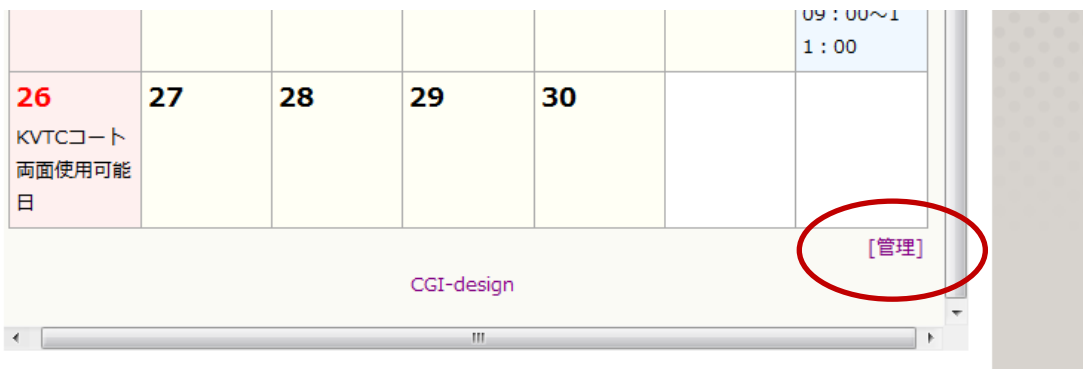 09：00～1
1：00
26 27 28 29 30
KVTCコート
両面使用可能
日
[管理]
CGI-design